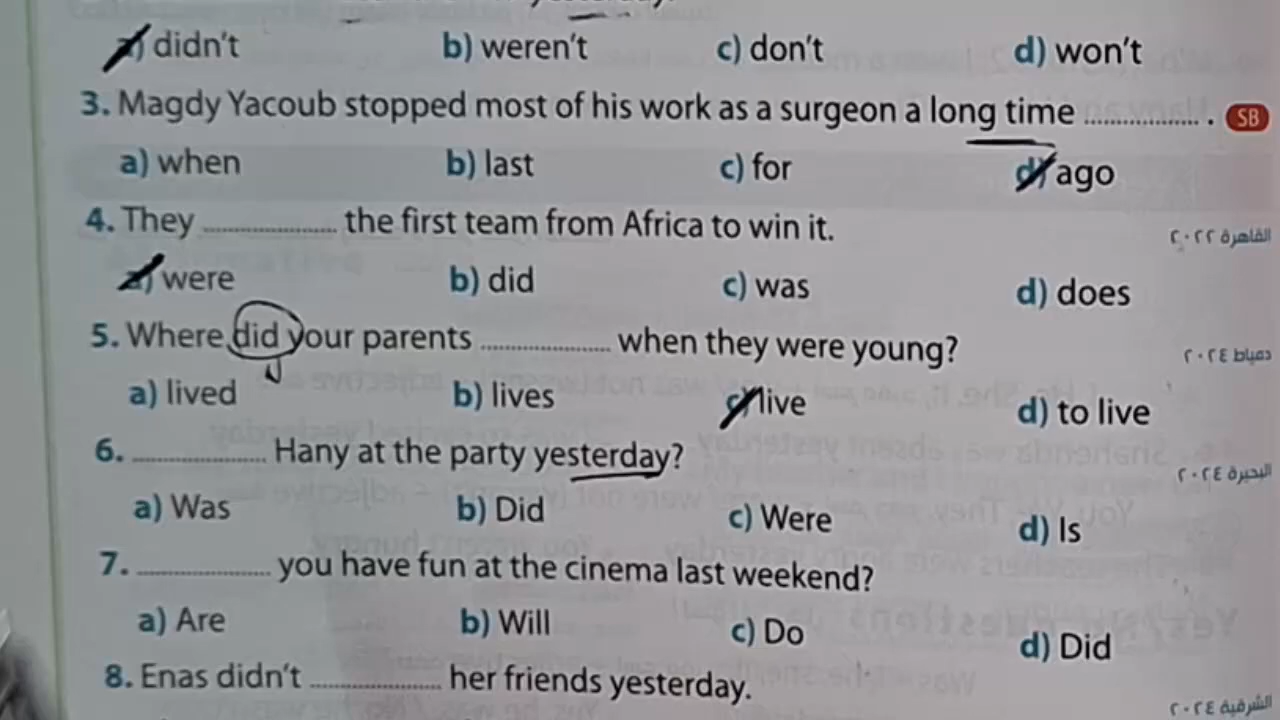 a) didn't b) weren't c) don't d) won't
3. Magdy Yacoub stopped most of his work as a surgeon a long time .................. . SB
a) when b) last c) for d) ago
4. They .................. the first team from Africa to win it. القاهرة ٢٠٢٢
a) were b) did c) was d) does
5. Where did your parents .................. when they were young? دمياط ٢٠٢٤
a) lived b) lives c) live d) to live
6. .................. Hany at the party yesterday? البحيرة ٢٠٢٤
a) Was b) Did c) Were d) Is
7. .................. you have fun at the cinema last weekend?
a) Are b) Will c) Do d) Did
8. Enas didn't .................. her friends yesterday. الشرقية ٢٠٢٤